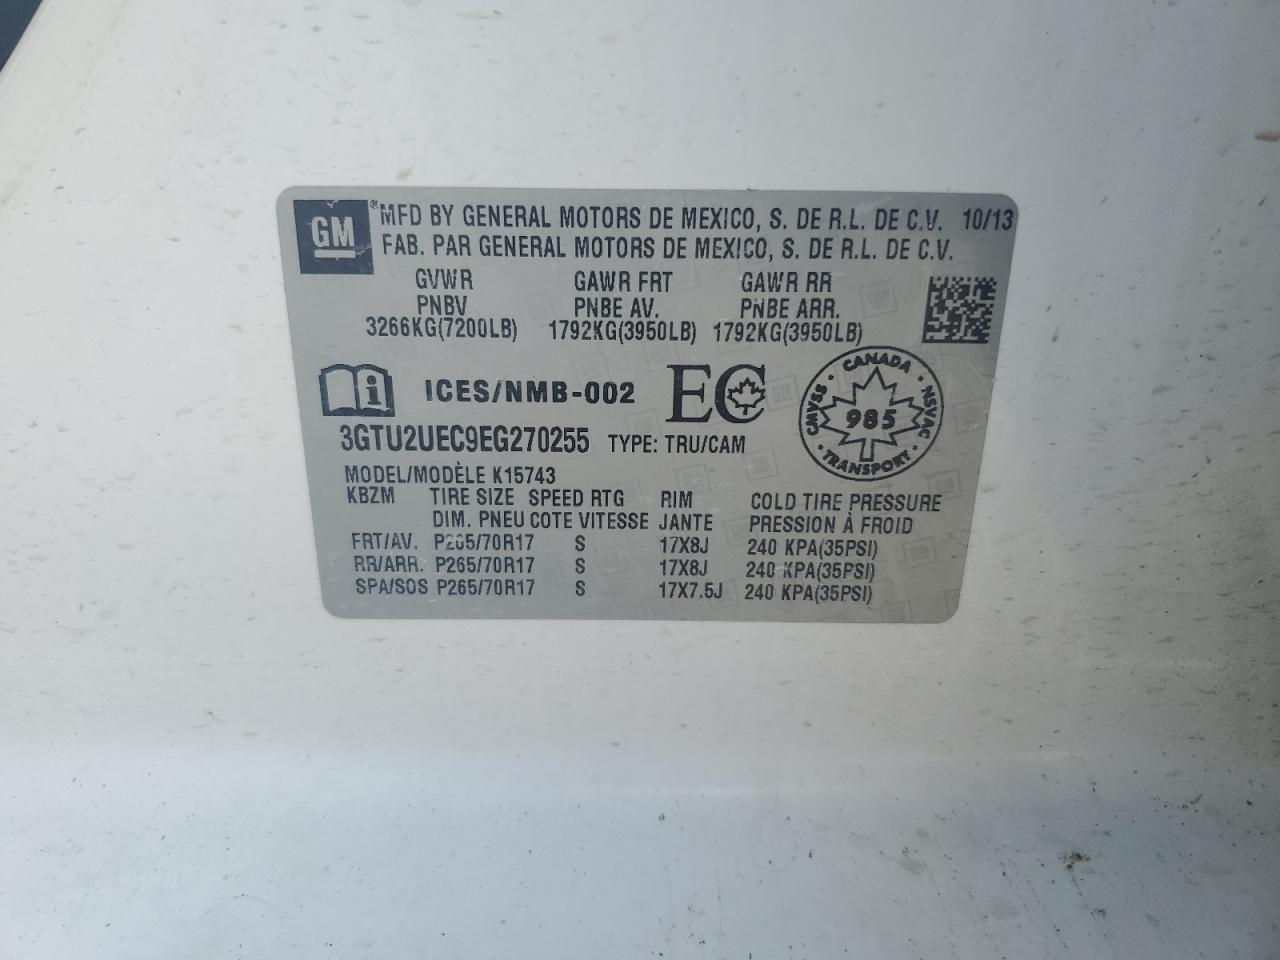 GM ® MFD BY GENERAL MOTORS DE MEXICO, S. DE R.L. DE C.V. 10/13
FAB. PAR GENERAL MOTORS DE MEXICO, S. DE R.L. DE C.V.
GVWR GAWR FRT GAWR RR
PNBV PNBE AV. PNBE ARR.
3266KG(7200LB) 1792KG(3950LB) 1792KG(3950LB)
i ICES/NMB-002 EC
CANADA
CMVSS 985 NSVAC
TRANSPORT
3GTU2UEC9EG270255 TYPE: TRU/CAM
MODEL/MODÈLE K15743
KBZM TIRE SIZE SPEED RTG RIM COLD TIRE PRESSURE
DIM. PNEU COTE VITESSE JANTE PRESSION À FROID
FRT/AV. P265/70R17 S 17X8J 240 KPA(35PSI)
RR/ARR. P265/70R17 S 17X8J 240 KPA(35PSI)
SPA/SOS P265/70R17 S 17X7.5J 240 KPA(35PSI)